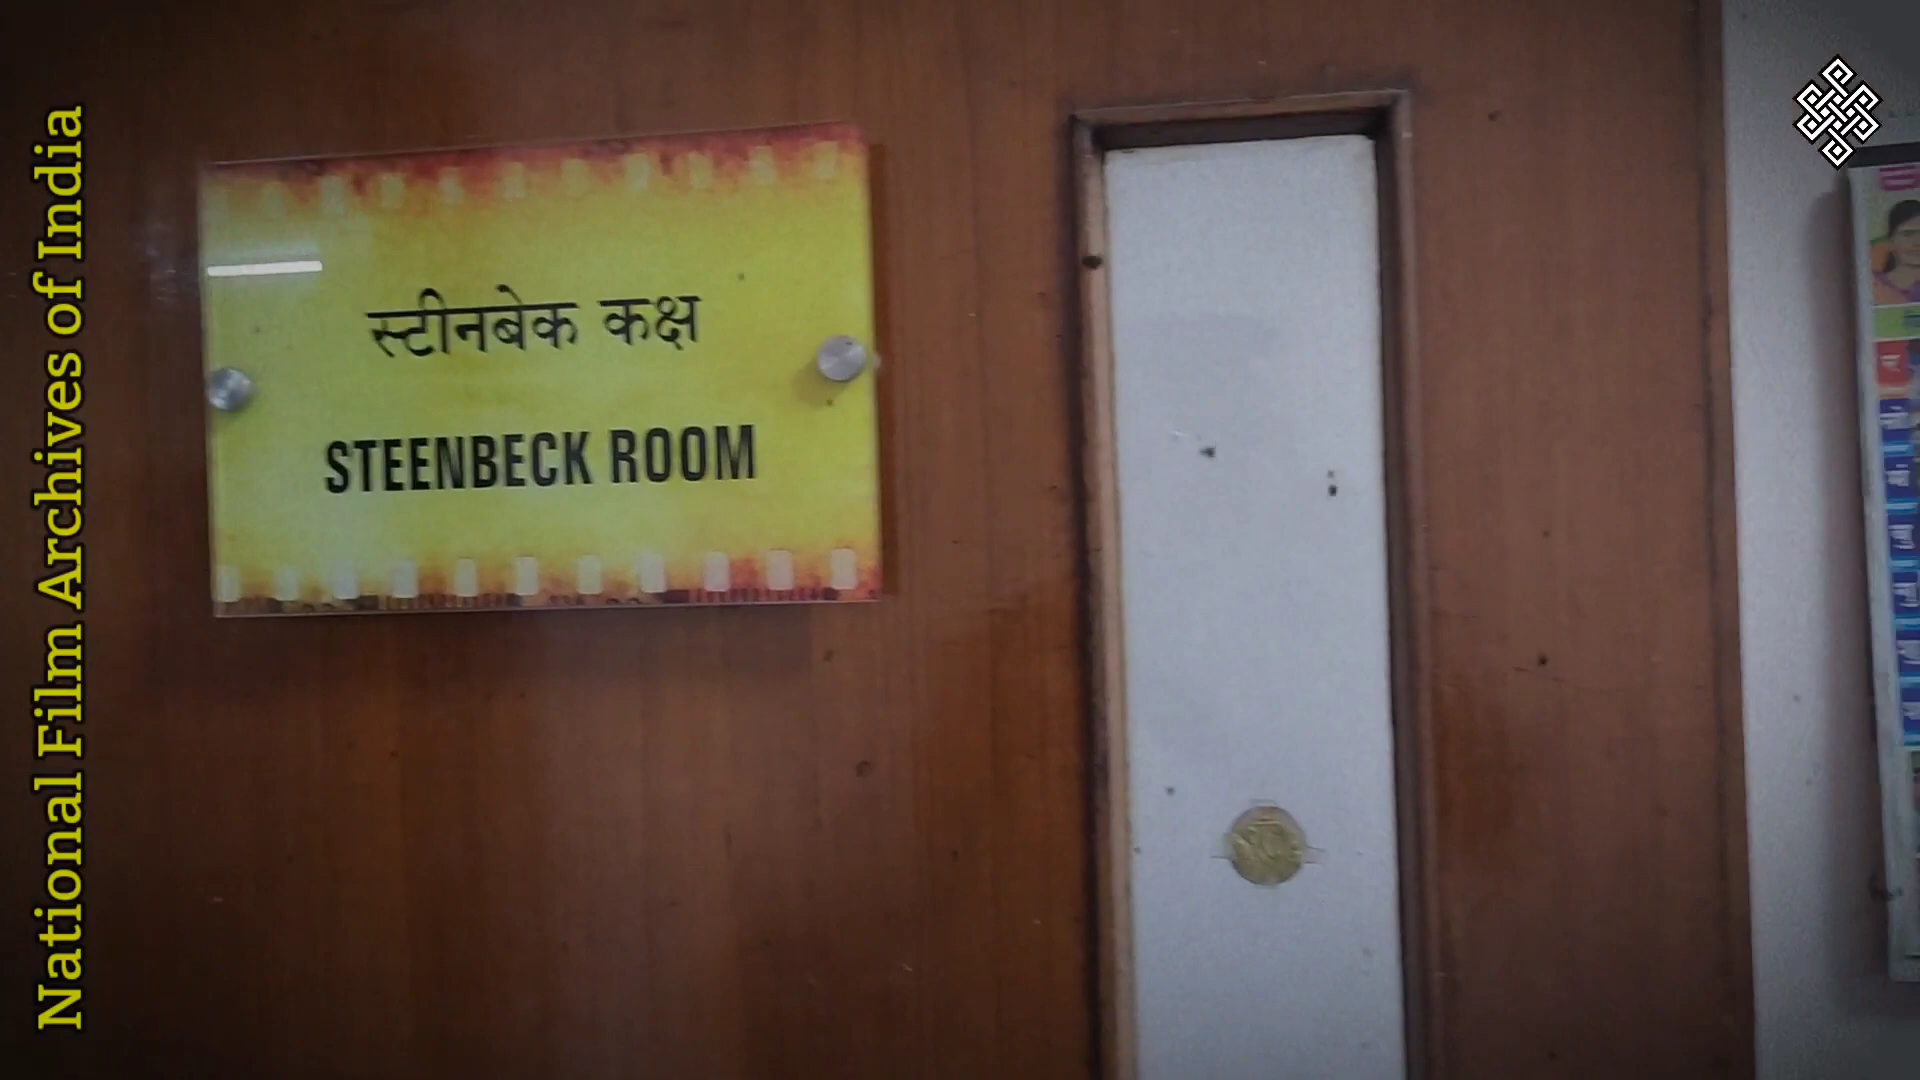 National Film Archives of India
स्टीनबेक कक्ष
STEENBECK ROOM